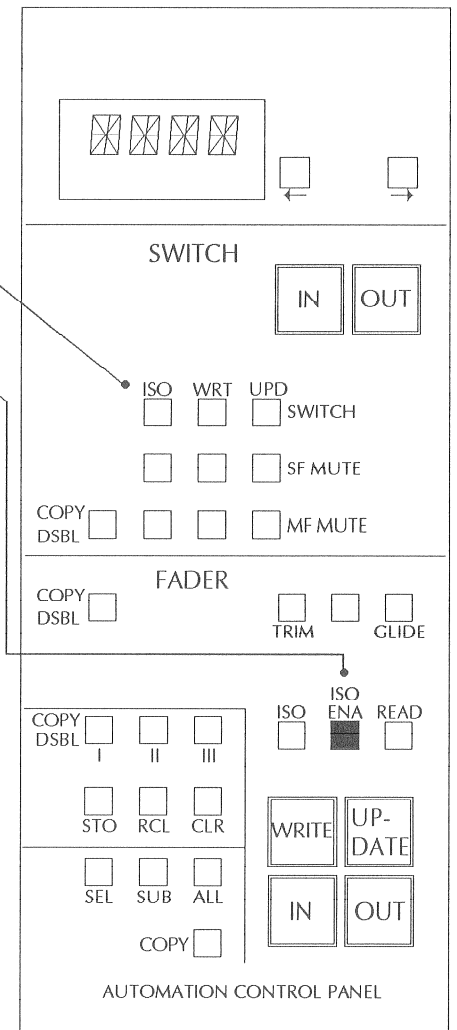 ← →
SWITCH
IN OUT
ISO WRT UPD
SWITCH
SF MUTE
COPY
DSBL
MF MUTE
FADER
COPY
DSBL
TRIM GLIDE
ISO
ISO ENA READ
COPY
DSBL
I II III
STO RCL CLR
WRITE
UP-
DATE
SEL SUB ALL
IN OUT
COPY
AUTOMATION CONTROL PANEL